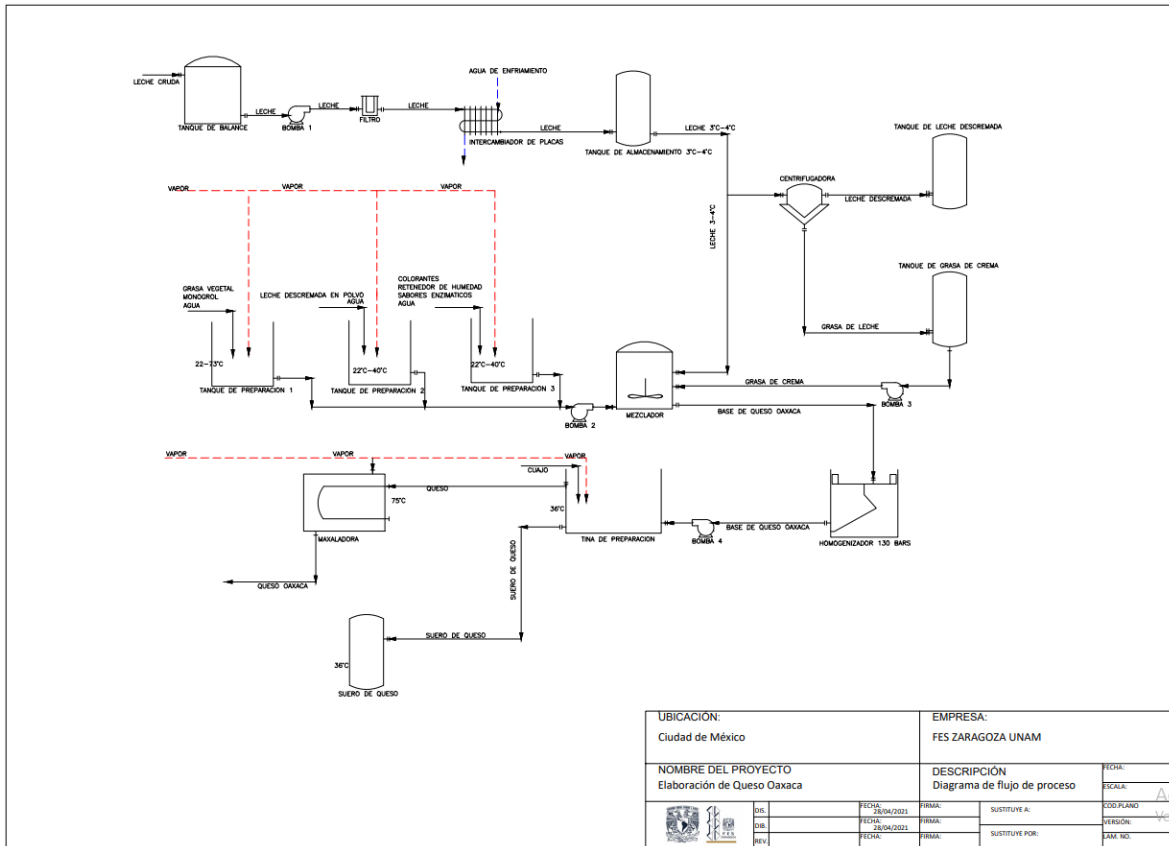 AGUA DE ENFRIAMIENTO
LECHE CRUDA
LECHE
LECHE
LECHE
TANQUE DE BALANCE
BOMBA 1
FILTRO
INTERCAMBIADOR DE PLACAS
LECHE
TANQUE DE ALMACENAMIENTO 3°C-4°C
LECHE 3°C-4°C
TANQUE DE LECHE DESCREMADA
CENTRIFUGADORA
LECHE DESCREMADA
LECHE 3-4°C
VAPOR
VAPOR
VAPOR
GRASA VEGETAL
MONOGROL
AGUA
LECHE DESCREMADA EN POLVO
AGUA
COLORANTES
RETENEDOR DE HUMEDAD
SABORES ENZIMATICOS
AGUA
TANQUE DE GRASA DE CREMA
GRASA DE LECHE
22-73°C
22°C-40°C
22°C-40°C
TANQUE DE PREPARACION 1
TANQUE DE PREPARACION 2
TANQUE DE PREPARACION 3
BOMBA 2
MEZCLADOR
GRASA DE CREMA
BOMBA 3
BASE DE QUESO OAXACA
VAPOR
VAPOR
VAPOR
CUAJO
QUESO
75°C
36°C
MAXALADORA
TINA DE PREPARACION
BOMBA 4
BASE DE QUESO OAXACA
HOMOGENIZADOR 130 BARS
QUESO OAXACA
SUERO DE QUESO
SUERO DE QUESO
36°C
SUERO DE QUESO
UBICACIÓN:
Ciudad de México
EMPRESA:
FES ZARAGOZA UNAM
NOMBRE DEL PROYECTO
Elaboración de Queso Oaxaca
DESCRIPCIÓN
Diagrama de flujo de proceso
FECHA:
ESCALA:
DIS.
FECHA:
28/04/2021
FIRMA:
SUSTITUYE A:
COD.PLANO
DIB.
FECHA:
28/04/2021
FIRMA:
VERSIÓN:
REV.
FECHA:
FIRMA:
SUSTITUYE POR:
LAM. NO.